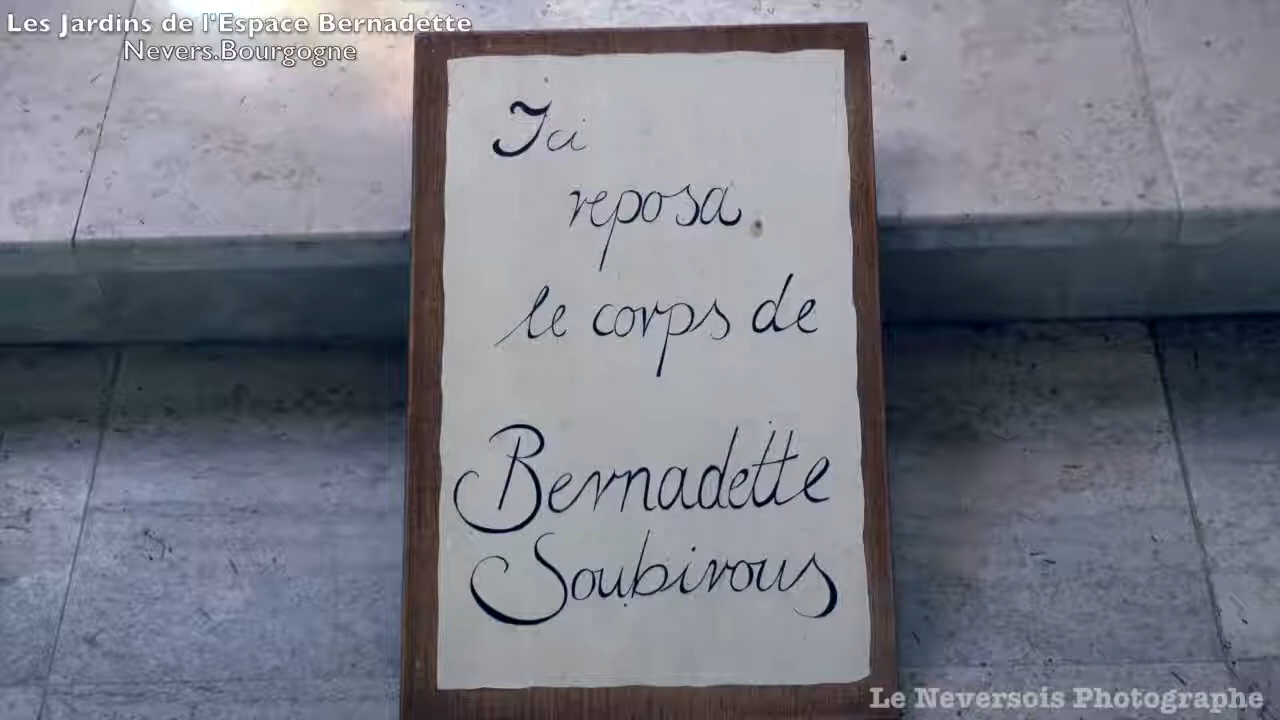 Les Jardins de l'Espace Bernadette
Nevers.Bourgogne
Ici
reposa
le corps de
Bernadette
Soubirous
Le Neversois Photographe